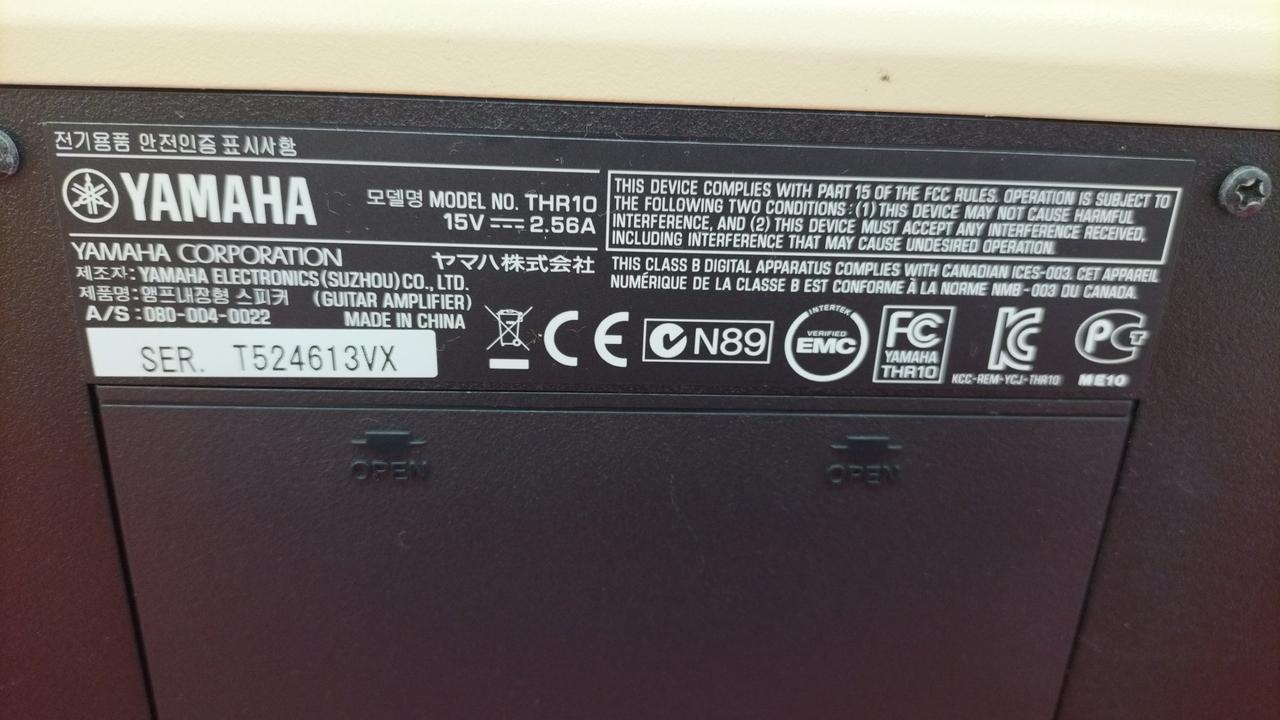 전기용품 안전인증 표시사항
YAMAHA
모델명 MODEL NO. THR10
15V 2.56A
YAMAHA CORPORATION ヤマハ株式会社
제조자: YAMAHA ELECTRONICS (SUZHOU) CO., LTD.
제품명: 앰프내장형 스피커 (GUITAR AMPLIFIER)
A/S : 080-004-0022 MADE IN CHINA
SER. T524613VX
THIS DEVICE COMPLIES WITH PART 15 OF THE FCC RULES. OPERATION IS SUBJECT TO
THE FOLLOWING TWO CONDITIONS : (1) THIS DEVICE MAY NOT CAUSE HARMFUL
INTERFERENCE, AND (2) THIS DEVICE MUST ACCEPT ANY INTERFERENCE RECEIVED,
INCLUDING INTERFERENCE THAT MAY CAUSE UNDESIRED OPERATION.
THIS CLASS B DIGITAL APPARATUS COMPLIES WITH CANADIAN ICES-003. CET APPAREIL
NUMÉRIQUE DE LA CLASSE B EST CONFORME À LA NORME NMB-003 DU CANADA.
CE
N89
INTERTEK
VERIFIED
EMC
FC
YAMAHA
THR10
KC
KCC-REM-YCJ-THR10
PCT
ME10
OPEN
OPEN